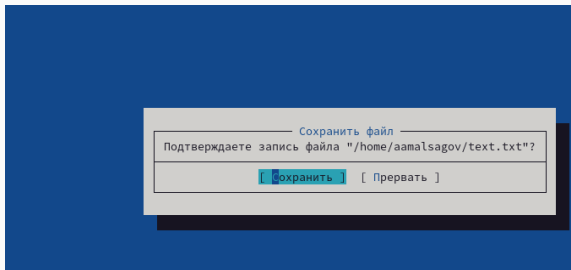 Сохранить файл
Подтверждаете запись файла "/home/aamalsagov/text.txt"?
[ Сохранить ] [ Прервать ]